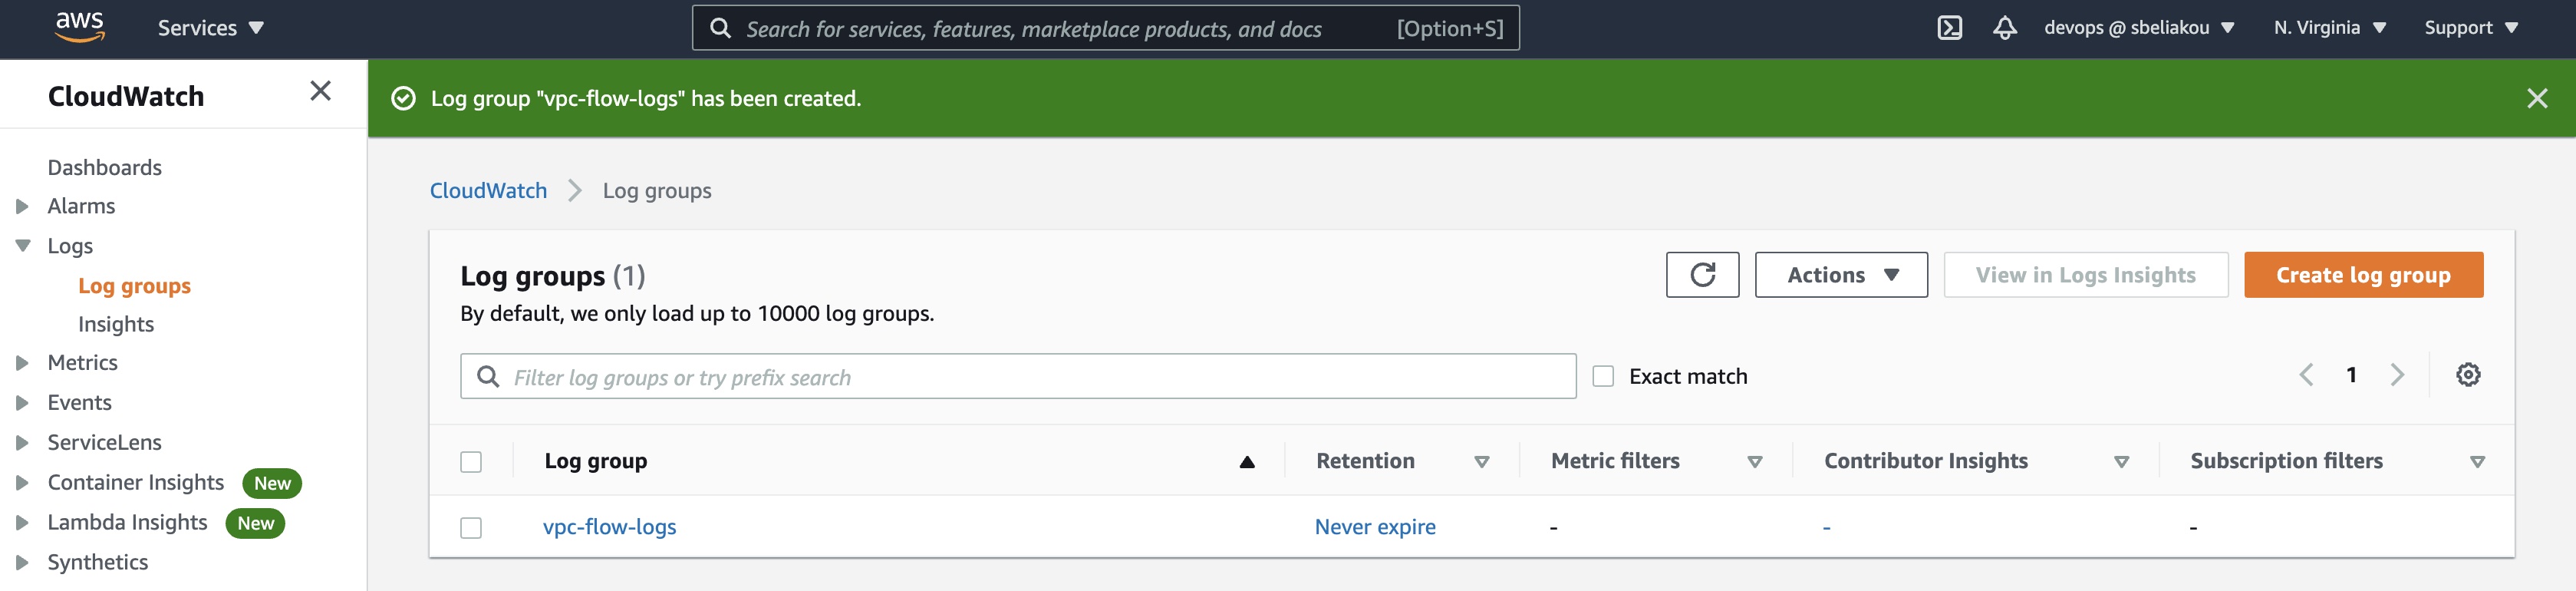 aws
Services
Search for services, features, marketplace products, and docs [Option+S]
devops @ sbeliakou
N. Virginia
Support
CloudWatch
Dashboards
Alarms
Logs
Log groups
Insights
Metrics
Events
ServiceLens
Container Insights New
Lambda Insights New
Synthetics
Log group "vpc-flow-logs" has been created.
CloudWatch Log groups
Log groups (1)
By default, we only load up to 10000 log groups.
Actions
View in Logs Insights
Create log group
Filter log groups or try prefix search
Exact match
1
Log group Retention Metric filters Contributor Insights Subscription filters
vpc-flow-logs Never expire - - -